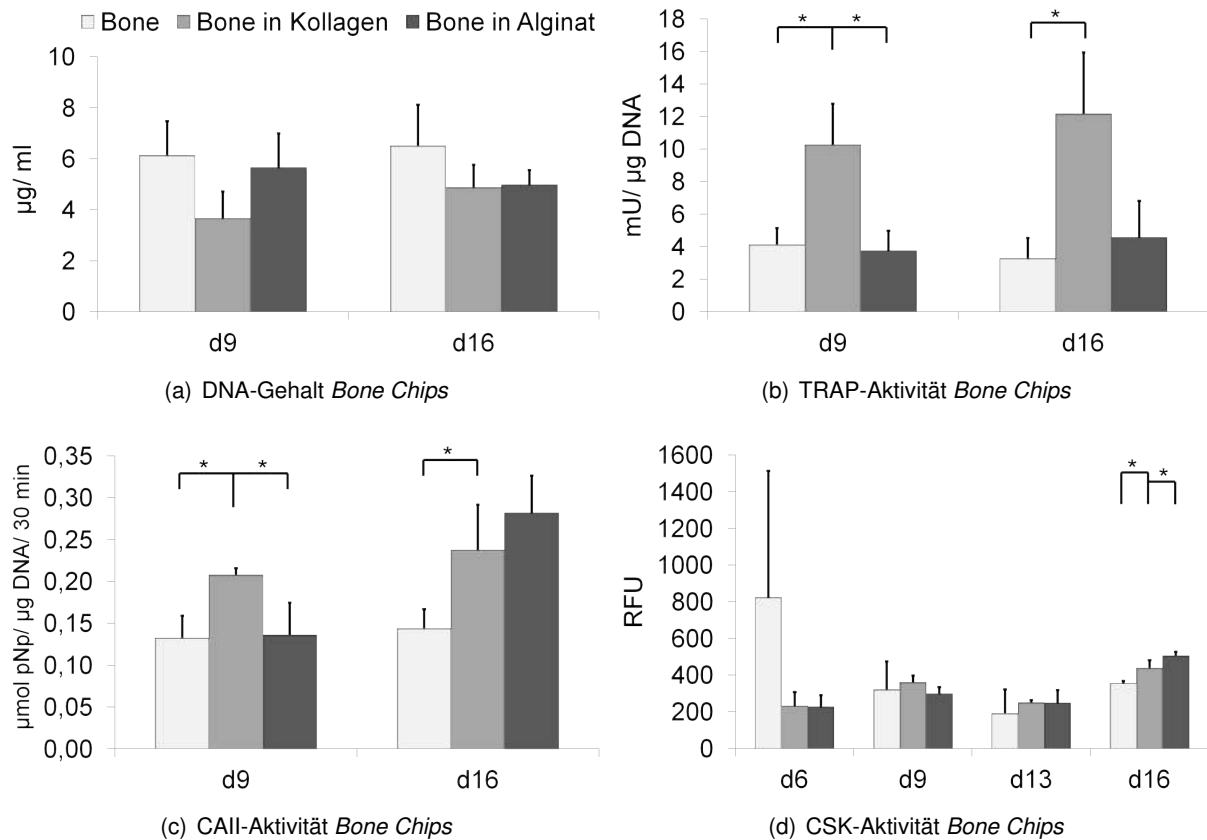 Bone Bone in Kollagen Bone in Alginat
10
8
6
4
2
0
µg/ ml
d9 d16
(a) DNA-Gehalt Bone Chips
18
16
14
12
10
8
6
4
2
0
mU/ µg DNA
* * *
d9 d16
(b) TRAP-Aktivität Bone Chips
0,35
0,30
0,25
0,20
0,15
0,10
0,05
0,00
µmol pNp/ µg DNA/ 30 min
* * *
d9 d16
(c) CAII-Aktivität Bone Chips
1600
1400
1200
1000
800
600
400
200
0
RFU
* *
d6 d9 d13 d16
(d) CSK-Aktivität Bone Chips